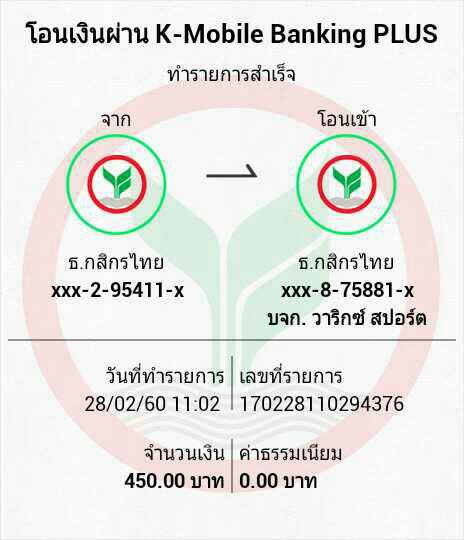 โอนเงินผ่าน K-Mobile Banking PLUS
ทำรายการสำเร็จ
จาก
โอนเข้า
ธ.กสิกรไทย
ธ.กสิกรไทย
xxx-2-95411-x
xxx-8-75881-x
บจก. วาริกซ์ สปอร์ต
วันที่ทำรายการ
เลขที่รายการ
28/02/60 11:02
170228110294376
จำนวนเงิน
ค่าธรรมเนียม
450.00 บาท
0.00 บาท